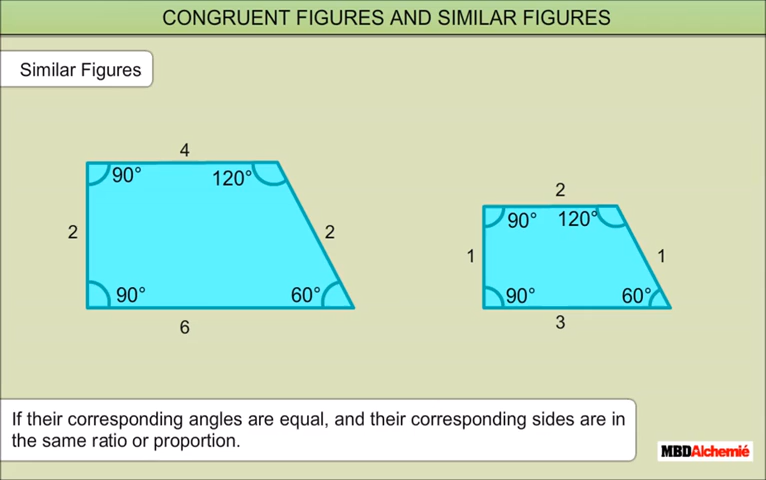 CONGRUENT FIGURES AND SIMILAR FIGURES
Similar Figures
4
90° 120°
2 2
90° 60°
6
2
90° 120°
1 1
90° 60°
3
If their corresponding angles are equal, and their corresponding sides are in
the same ratio or proportion.
MBDAlchemié